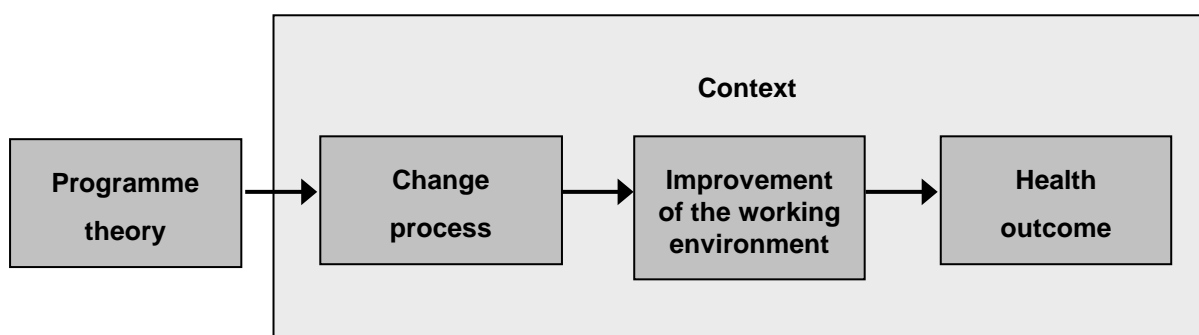 Context
Programme
theory
Change
process
Improvement
of the working
environment
Health
outcome